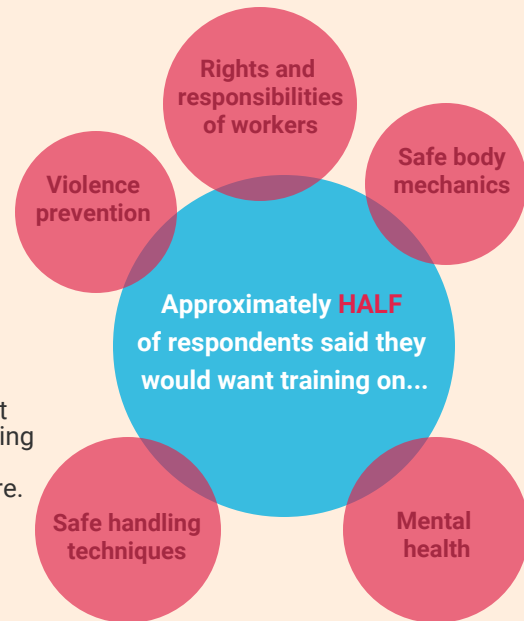 Rights and
responsibilities
of workers
Safe body
mechanics
Violence
prevention
Approximately HALF
of respondents said they
would want training on...
Safe handling
techniques
Mental
health